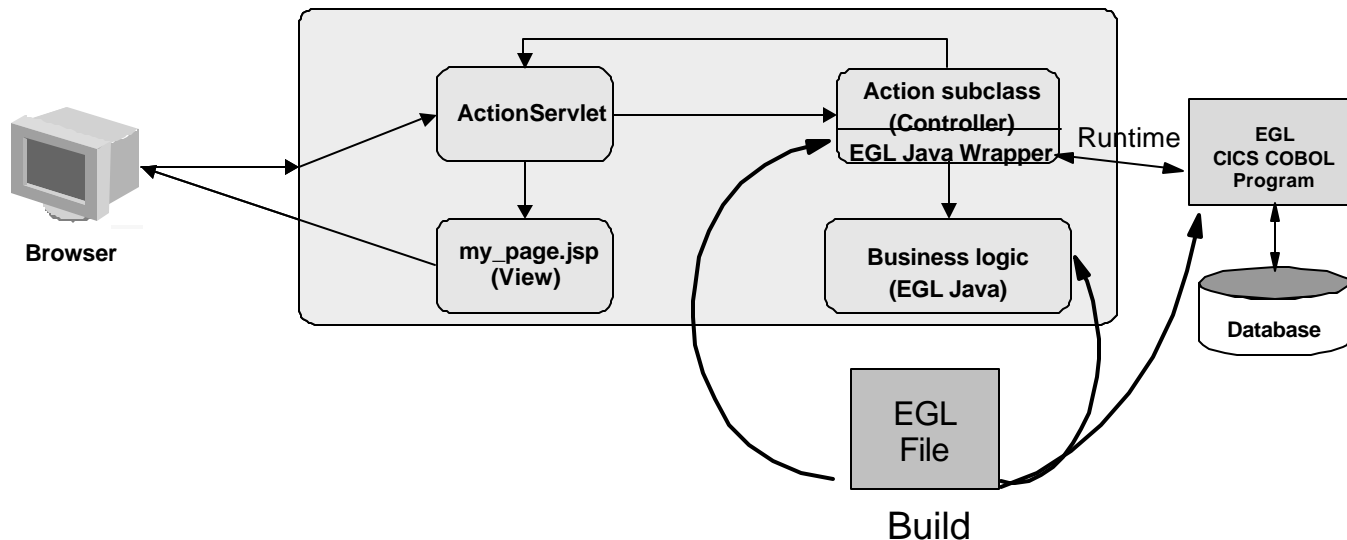 ActionServlet
Action subclass
(Controller)
EGL Java Wrapper
Runtime
EGL
CICS COBOL
Program
Browser
my_page.jsp
(View)
Business logic
(EGL Java)
Database
EGL
File
Build